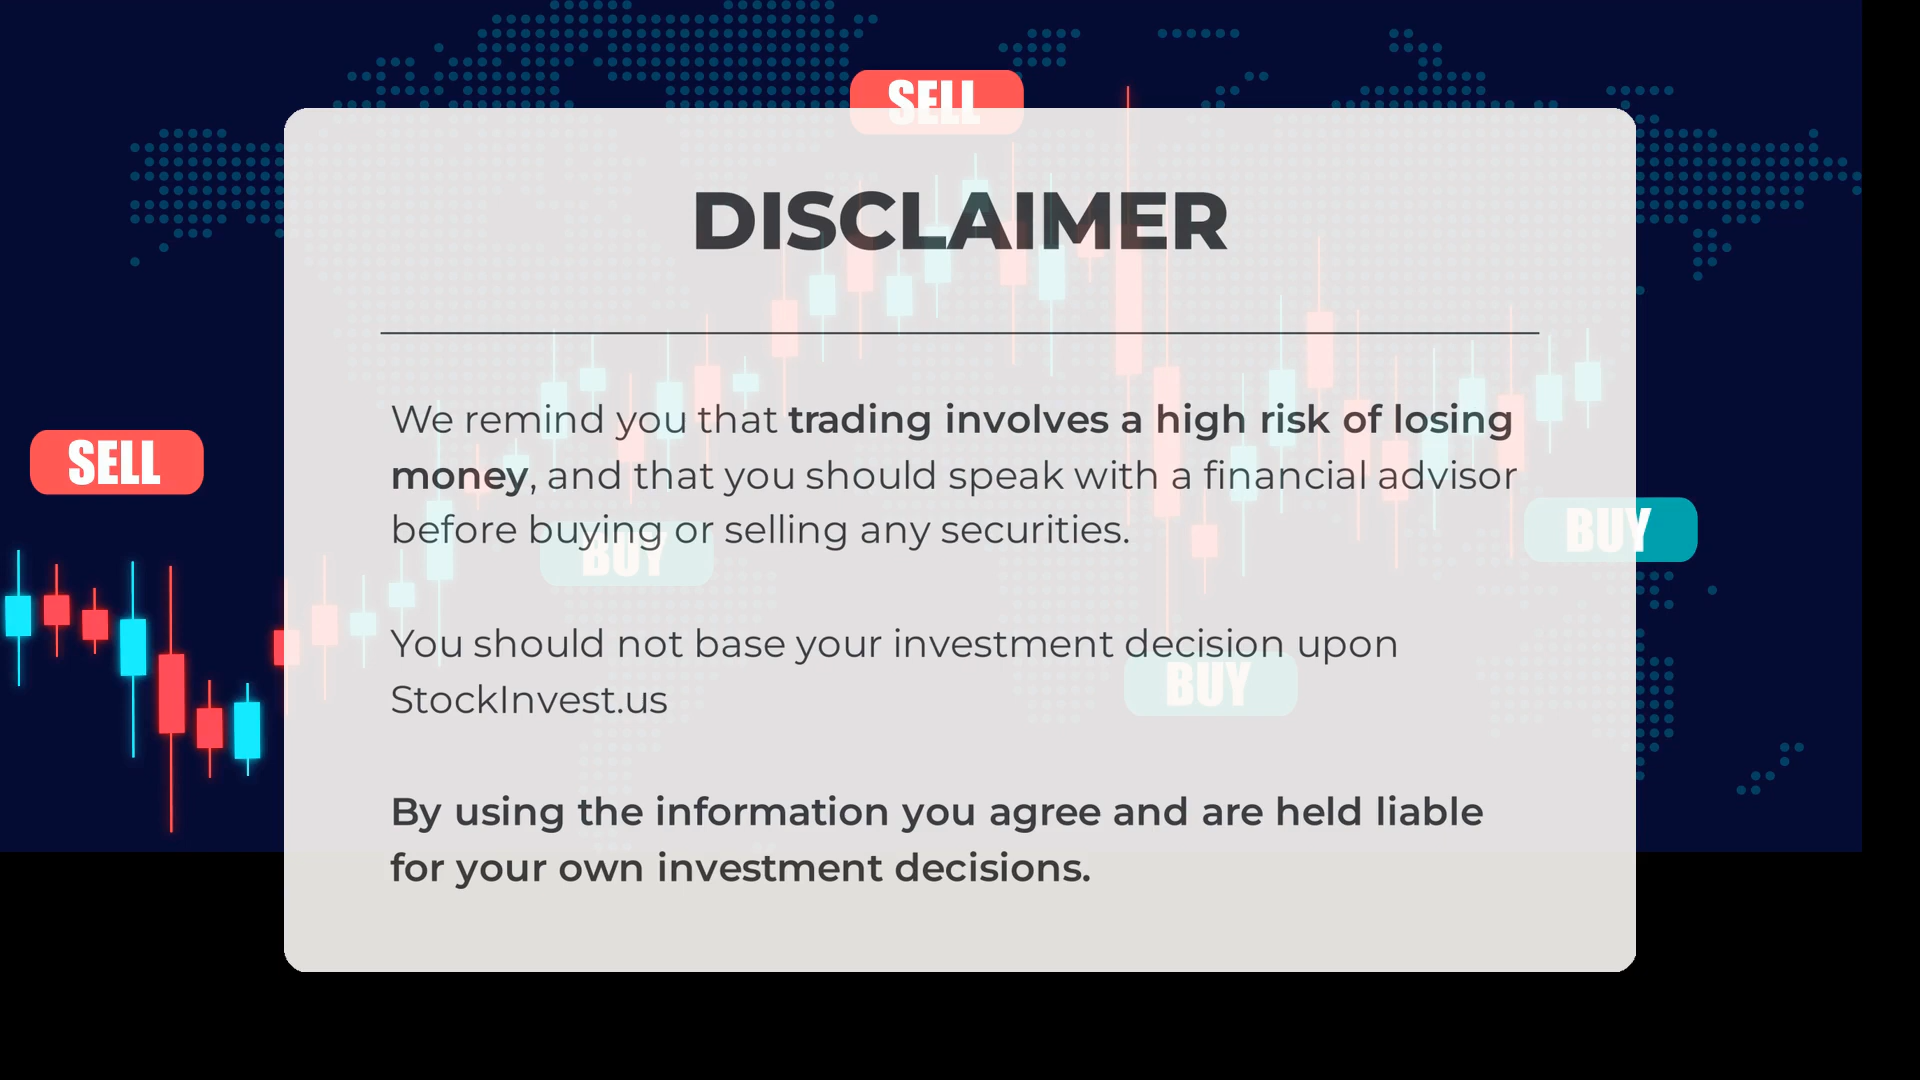 SELL
DISCLAIMER
We remind you that trading involves a high risk of losing
money, and that you should speak with a financial advisor
before buying or selling any securities.
SELL
BUY
BUY
You should not base your investment decision upon
StockInvest.us
BUY
By using the information you agree and are held liable
for your own investment decisions.